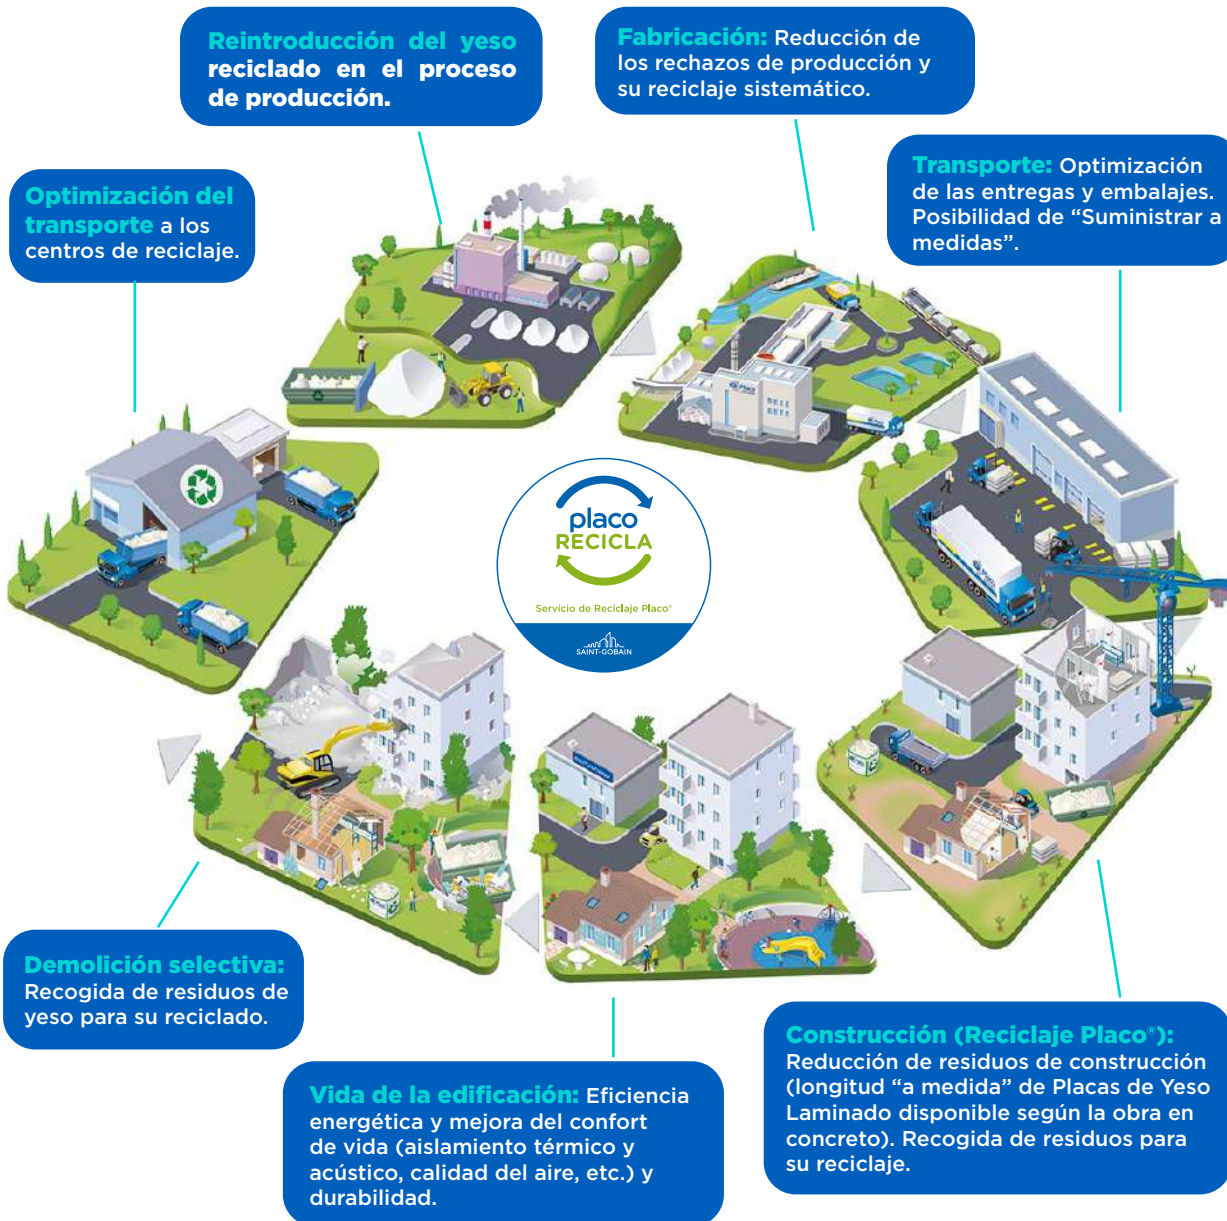 Reintroducción del yeso
reciclado en el proceso
de producción.
Fabricación: Reducción de
los rechazos de producción y
su reciclaje sistemático.
Transporte: Optimización
de las entregas y embalajes.
Posibilidad de “Suministrar a
medidas”.
Optimización del
transporte a los
centros de reciclaje.
placo
RECICLA
Servicio de Reciclaje Placo®
SAINT-GOBAIN
Demolición selectiva:
Recogida de residuos de
yeso para su reciclado.
Vida de la edificación: Eficiencia
energética y mejora del confort
de vida (aislamiento térmico y
acústico, calidad del aire, etc.) y
durabilidad.
Construcción (Reciclaje Placo®):
Reducción de residuos de construcción
(longitud “a medida” de Placas de Yeso
Laminado disponible según la obra en
concreto). Recogida de residuos para
su reciclaje.